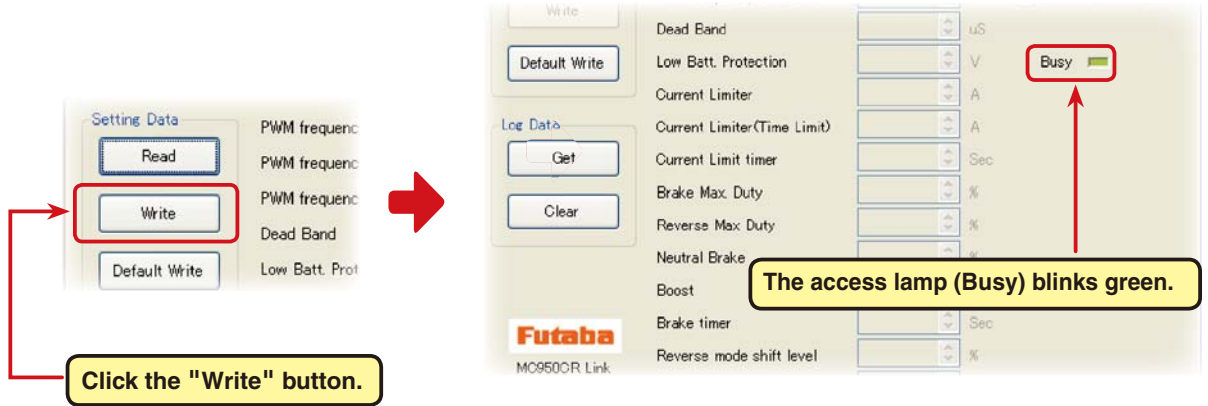 Setting Data
Read
Write
Default Write
PWM frequenc
PWM frequenc
PWM frequenc
Dead Band
Low Batt. Prot
Click the "Write" button.
Write
Default Write
Log Data
Get
Clear
Futaba
MC950CR Link
Dead Band uS
Low Batt. Protection V
Busy
Current Limiter A
Current Limiter(Time Limit) A
Current Limit timer Sec
Brake Max. Duty %
Reverse Max Duty %
Neutral Brake %
The access lamp (Busy) blinks green.
Boost
Brake timer Sec
Reverse mode shift level %